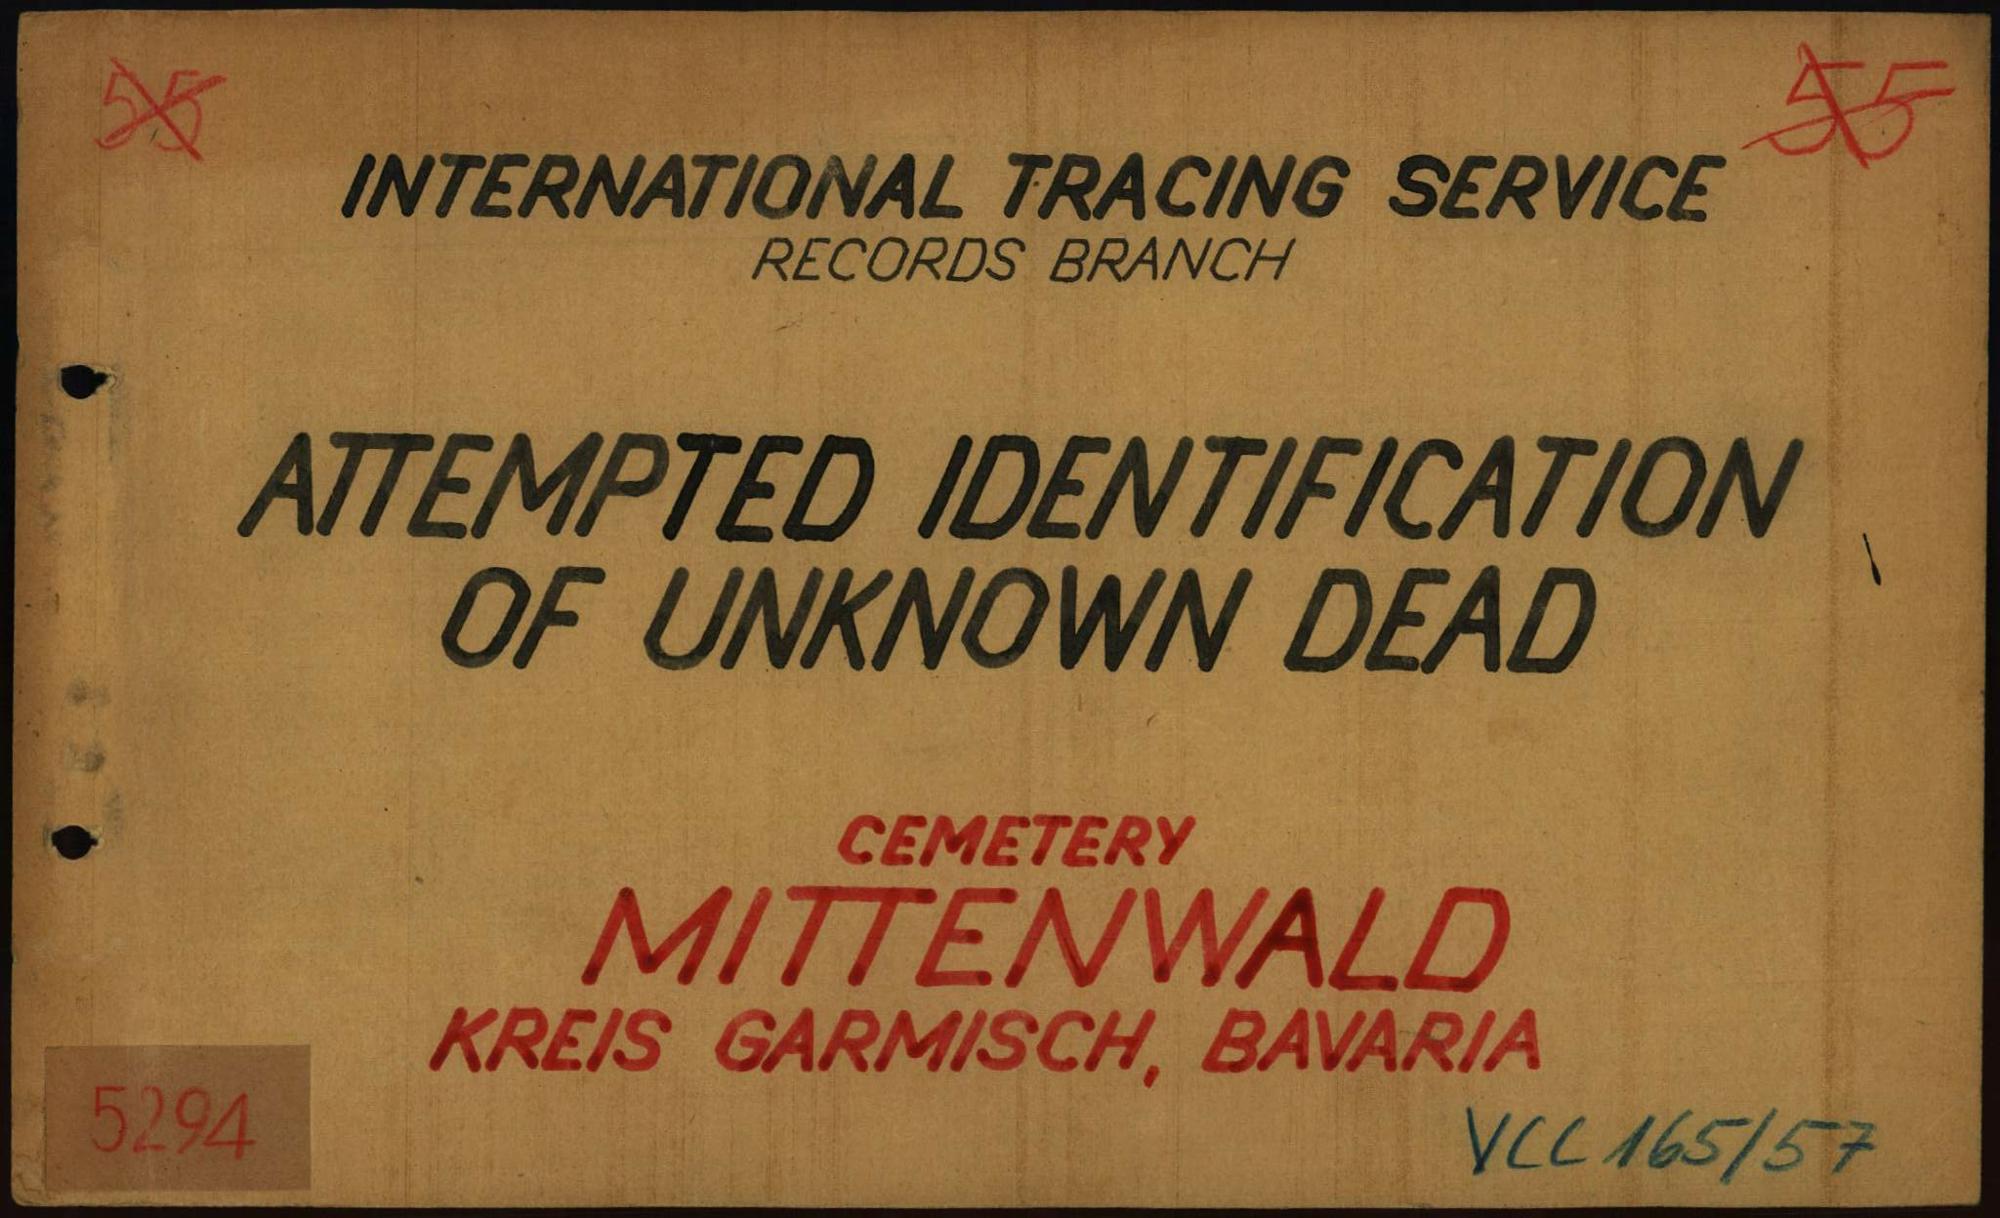 55
55
INTERNATIONAL TRACING SERVICE
RECORDS BRANCH
ATTEMPTED IDENTIFICATION
OF UNKNOWN DEAD
CEMETERY
MITTENWALD
KREIS GARMISCH, BAVARIA
5294
VCC 165/57